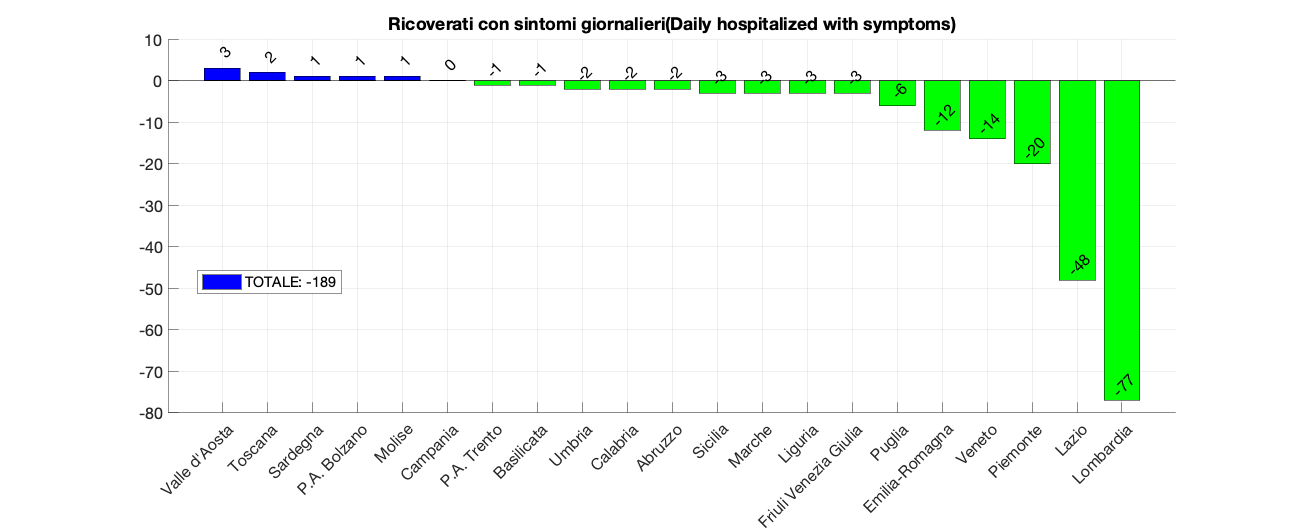 Ricoverati con sintomi giornalieri(Daily hospitalized with symptoms)
10
0
-10
-20
-30
-40
-50
-60
-70
-80
3
2
1
1
1
0
-1
-1
-2
-2
-2
-3
-3
-3
-3
-6
-12
-14
-20
-48
-77
TOTALE: -189
Valle d'Aosta
Toscana
Sardegna
P.A. Bolzano
Molise
Campania
P.A. Trento
Basilicata
Umbria
Calabria
Abruzzo
Sicilia
Marche
Liguria
Friuli Venezia Giulia
Puglia
Emilia-Romagna
Veneto
Piemonte
Lazio
Lombardia